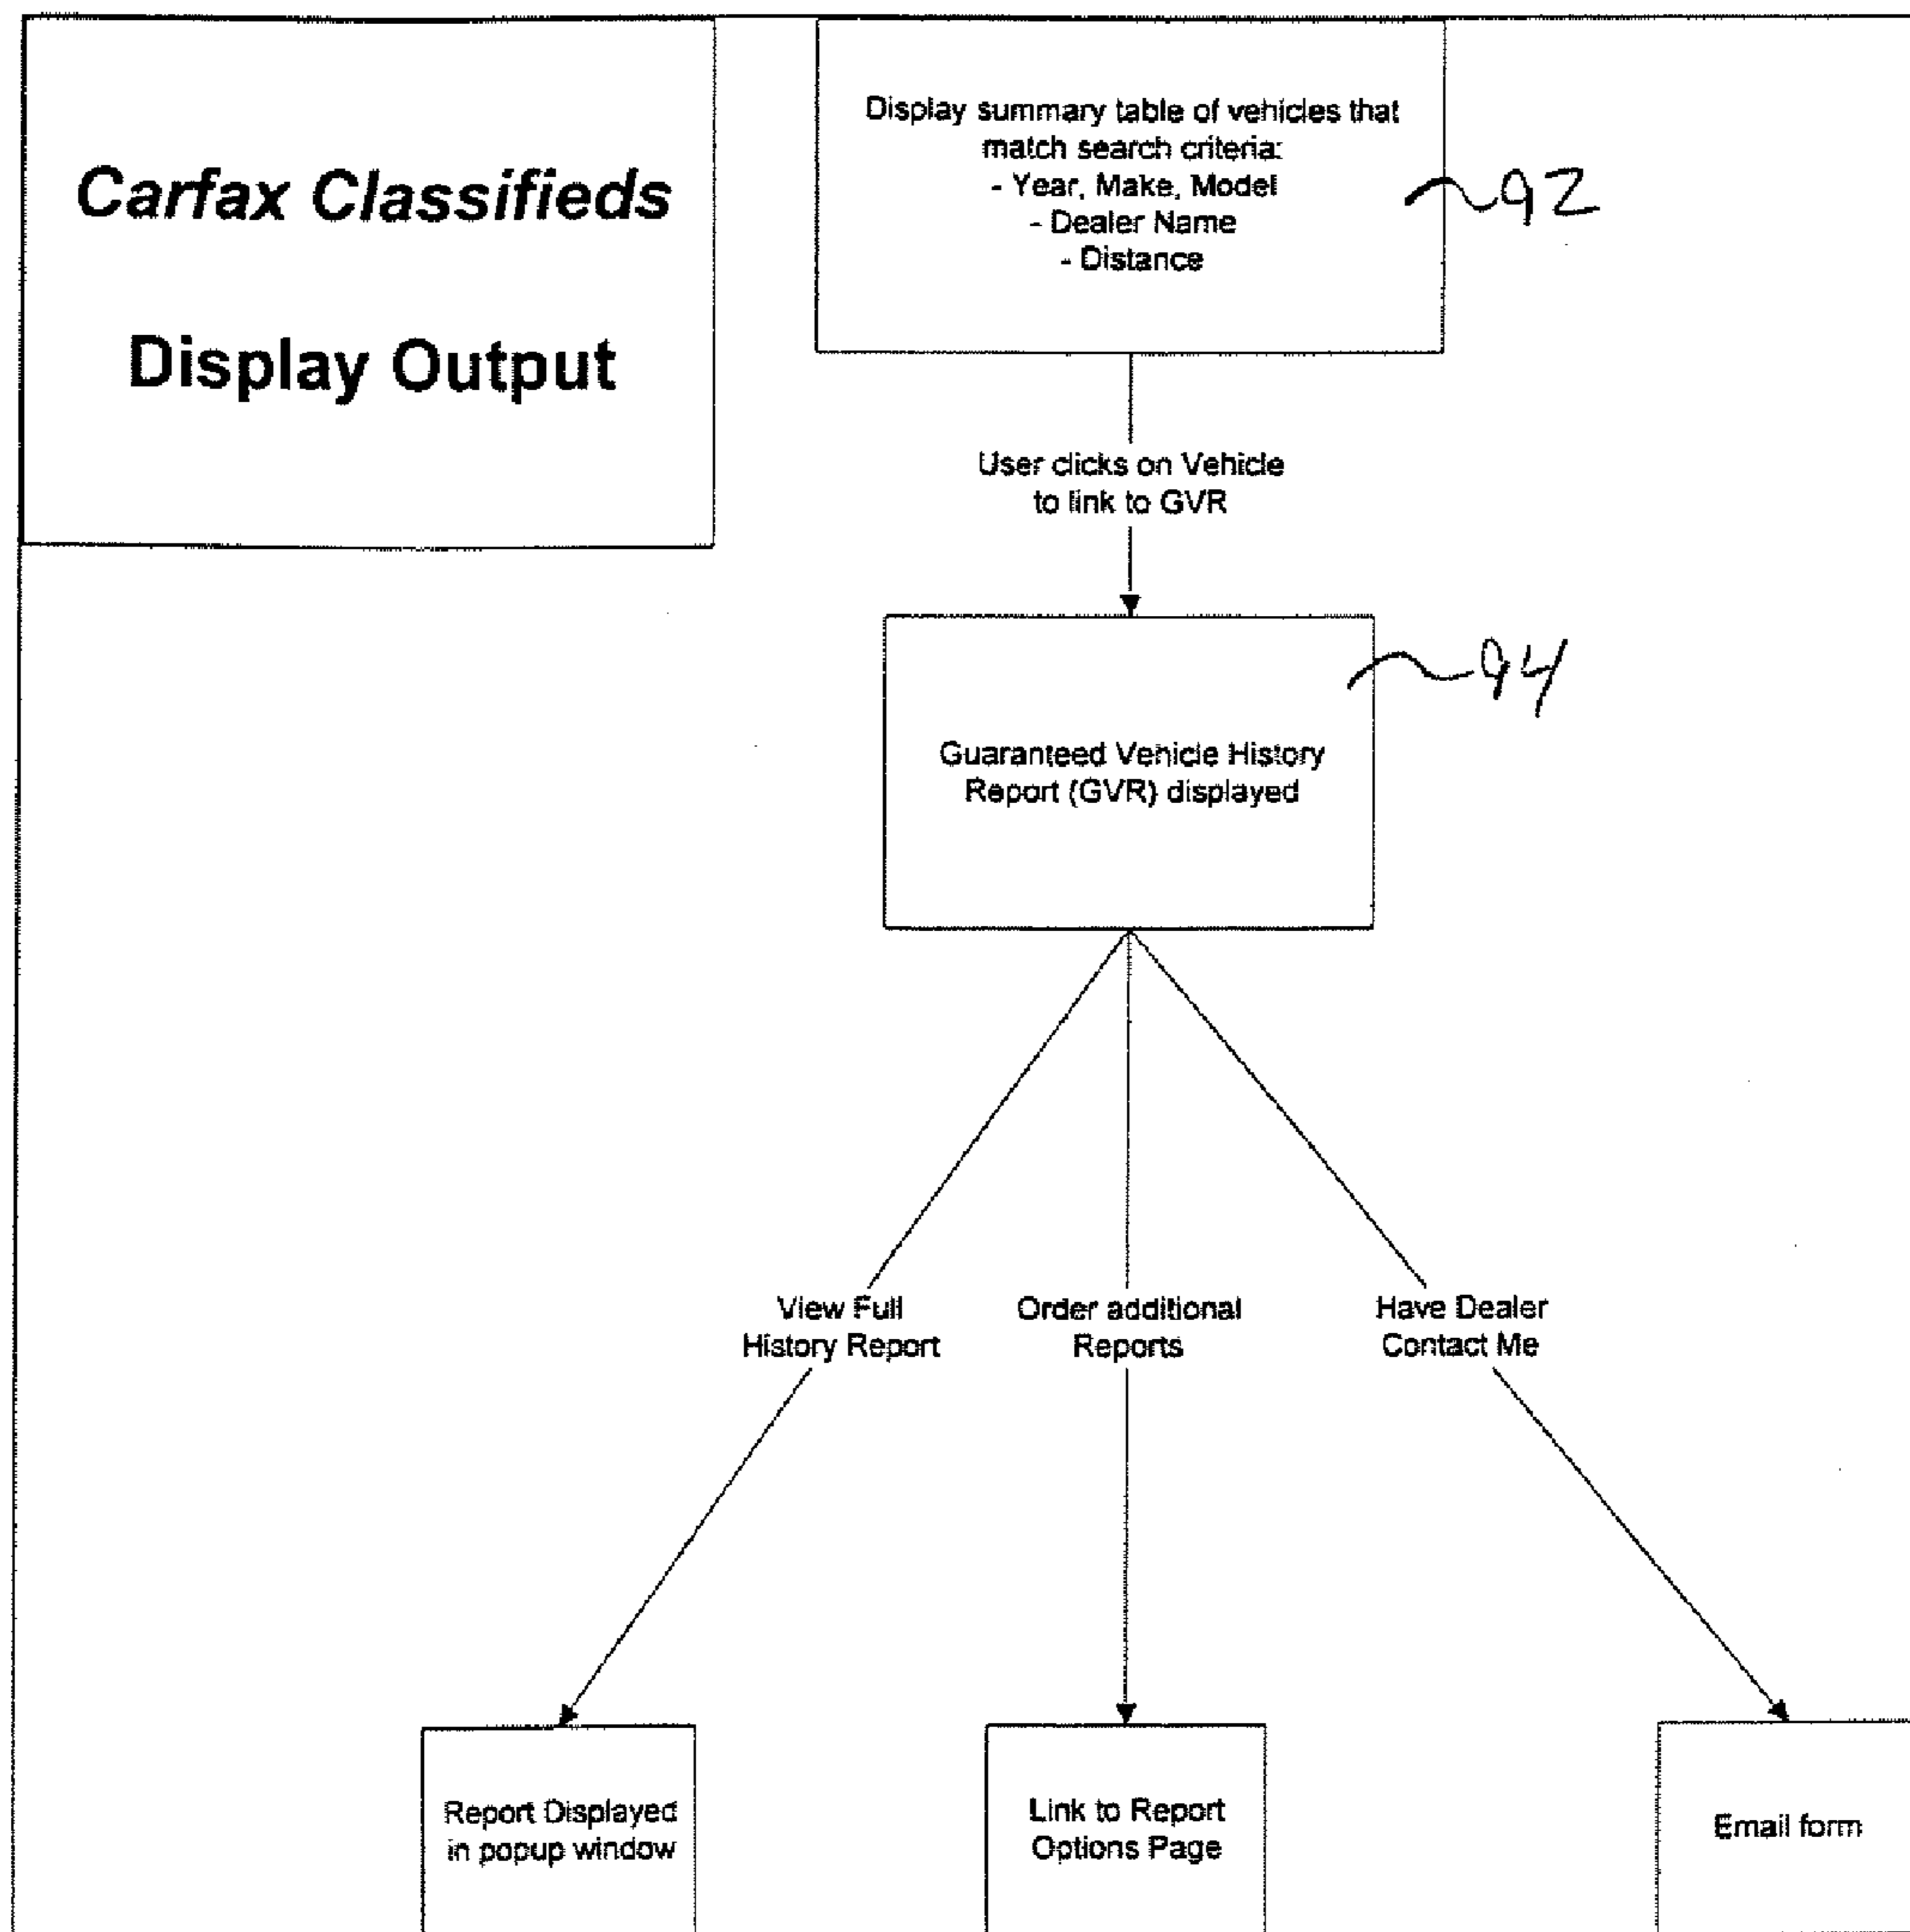 Carfax Classifieds
Display Output
Display summary table of vehicles that
match search criteria:
- Year, Make, Model
- Dealer Name
- Distance
92
User clicks on Vehicle
to link to GVR
94
Guaranteed Vehicle History
Report (GVR) displayed
View Full
History Report
Order additional
Reports
Have Dealer
Contact Me
Report Displayed
in popup window
Link to Report
Options Page
Email form